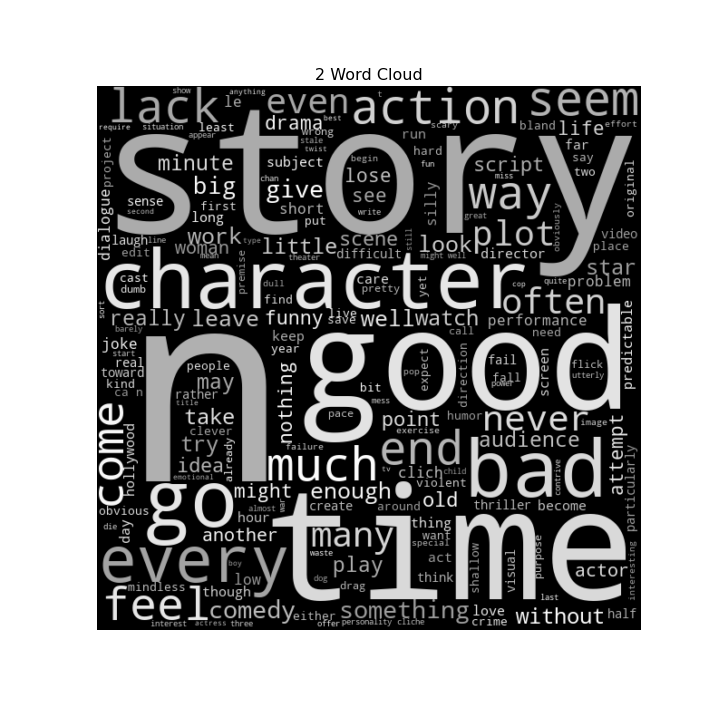 2 Word Cloud
show
anything
t
lack
le
even
action
seem
require
situation
least
drama
wrong
best
run
scary
bland
life
effort
appear
stale
twist
story
project
minute
subject
begin
hard
script
far
say
sense
big
chan
give
lose
fun
miss
way
two
second
first
long
short
see
write
silly
great
original
dialogue
put
plot
obviously
laugh
line
work
little
scene
still
look
director
video
edit
woman
type
mean
theater
difficult
might well
place
character
cast
dumb
premise
dull
care
pretty
yet
cop
quite
star
problem
find
often
sort
really
leave
funny
live
save
well
watch
performance
barely
start
n
keep
year
call
need
predictable
joke
real
good
fail
flick
toward
people
nothing
pop
expect
direction
fall
power
screen
utterly
kind
may
bit
ca n
rather
title
mess
come
take
clever
pace
point
humor
never
image
exercise
hollywood
try
already
failure
end
audience
attempt
idea
much
tv
clich
child
bad
contrive
particularly
emotional
violent
go
might
enough
old
thriller
become
obvious
day
hour
almost
war
create
around
time
die
another
many
thing
want
special
every
waste
play
act
shallow
visual
purpose
interesting
boy
low
dog
think
actor
mindless
though
drag
last
feel
comedy
either
something
love
without
half
interest
actress
three
offer
personality
cliche
crime